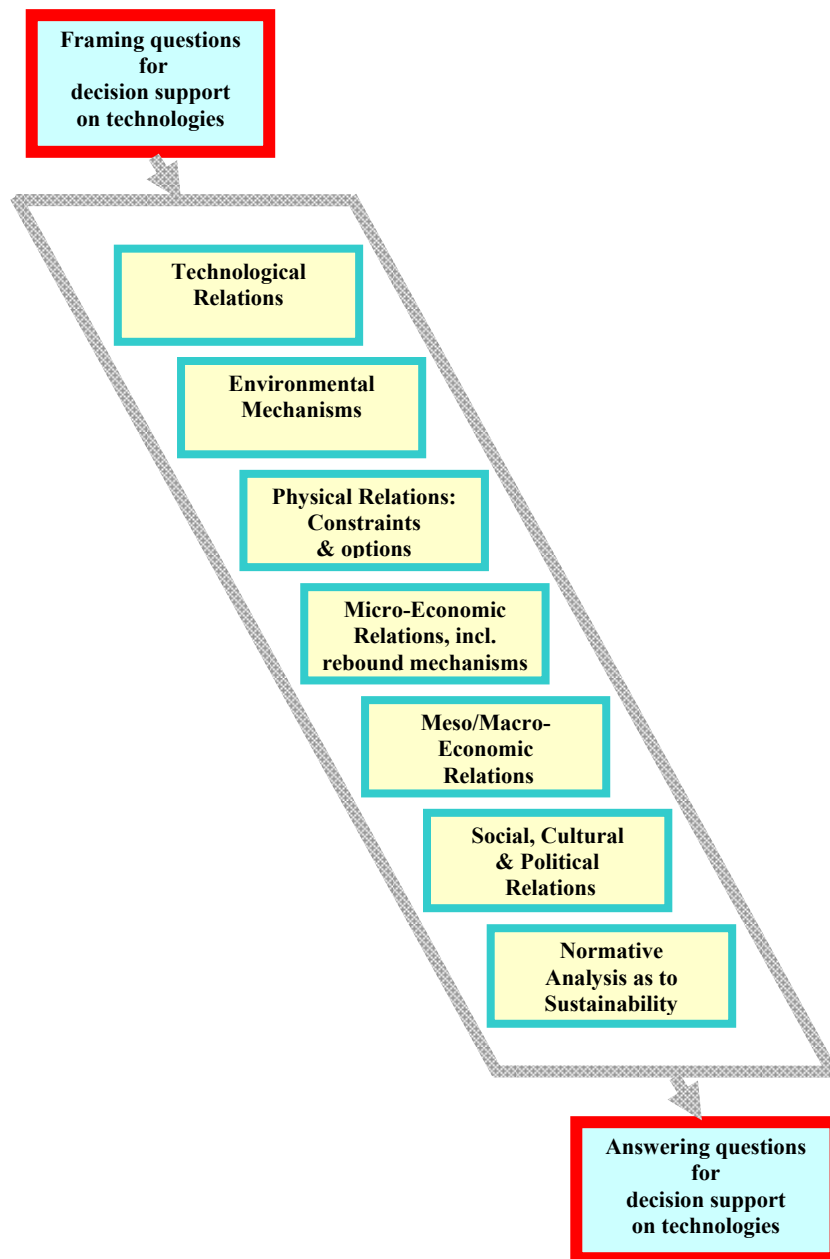 Framing questions
for
decision support
on technologies
Technological
Relations
Environmental
Mechanisms
Physical Relations:
Constraints
& options
Micro-Economic
Relations, incl.
rebound mechanisms
Meso/Macro-
Economic
Relations
Social, Cultural
& Political
Relations
Normative
Analysis as to
Sustainability
Answering questions
for
decision support
on technologies